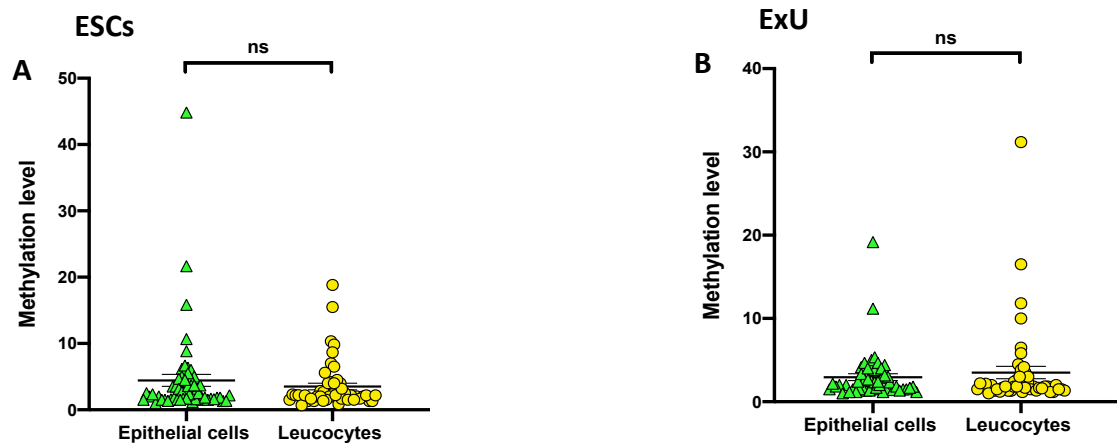 ESCs
ns
A
50
40
30
20
10
0
Methylation level
Epithelial cells
Leucocytes
ExU
ns
B
40
30
20
10
0
Methylation level
Epithelial cells
Leucocytes